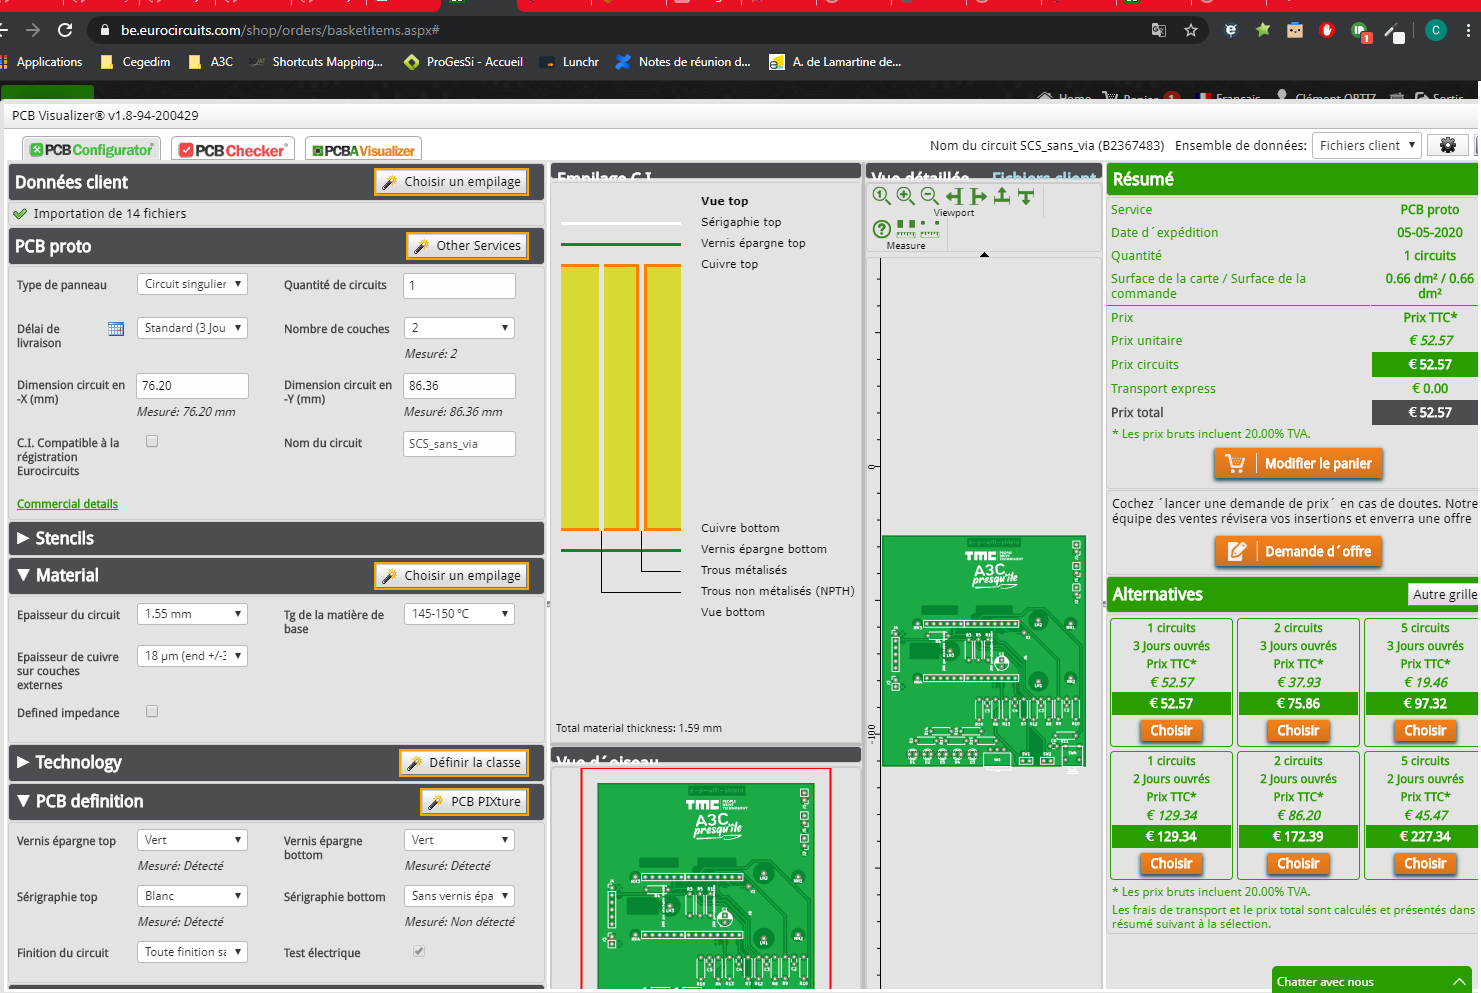 be.eurocircuits.com/shop/orders/basketitems.aspx#
Applications
Cegedim
A3C
Shortcuts Mapping...
ProGesSi - Accueil
Lunchr
Notes de réunion d...
A. de Lamartine de...
PCB Visualizer® v1.8-94-200429
PCB Configurator
PCB Checker
PCBA Visualizer
Nom du circuit SCS_sans_via (B2367483)
Ensemble de données:
Fichiers client
Données client
Choisir un empilage
Importation de 14 fichiers
PCB proto
Other Services
Type de panneau
Circuit singulier
Quantité de circuits
1
Délai de livraison
Standard (3 Jou
Nombre de couches
2
Mesuré: 2
Dimension circuit en
-X (mm)
76.20
Mesuré: 76.20 mm
Dimension circuit en
-Y (mm)
86.36
Mesuré: 86.36 mm
C.I. Compatible à la
régistration
Eurocircuits
Nom du circuit
SCS_sans_via
Commercial details
Stencils
Material
Choisir un empilage
Epaisseur du circuit
1.55 mm
Tg de la matière de
base
145-150 °C
Epaisseur de cuivre
sur couches
externes
18 µm (end +/-3
Defined impedance
Technology
Définir la classe
PCB definition
PCB PIXture
Vernis épargne top
Vert
Mesuré: Détecté
Vernis épargne
bottom
Vert
Mesuré: Détecté
Sérigraphie top
Blanc
Mesuré: Détecté
Sérigraphie bottom
Sans vernis épa
Mesuré: Non détecté
Finition du circuit
Toute finition sa
Test électrique
Empilage C.I.
Vue top
Sérigaphie top
Vernis épargne top
Cuivre top
Cuivre bottom
Vernis épargne bottom
Trous métalisés
Trous non métalisés (NPTH)
Vue bottom
Total material thickness: 1.59 mm
Vue d´oiseau
TMC
A3C
presqu'ile
Vue détaillée
Fichiers client
Viewport
Measure
0
-100
TMC
A3C
presqu'ile
Résumé
Service
PCB proto
Date d´expédition
05-05-2020
Quantité
1 circuits
Surface de la carte / Surface de la
commande
0.66 dm² / 0.66
dm²
Prix
Prix TTC*
Prix unitaire
€ 52.57
Prix circuits
€ 52.57
Transport express
€ 0.00
Prix total
€ 52.57
* Les prix bruts incluent 20.00% TVA.
Modifier le panier
Cochez ´lancer une demande de prix´ en cas de doutes. Notre
équipe des ventes révisera vos insertions et enverra une offre
Demande d´offre
Alternatives
Autre grille
1 circuits
3 Jours ouvrés
Prix TTC*
€ 52.57
€ 52.57
Choisir
2 circuits
3 Jours ouvrés
Prix TTC*
€ 37.93
€ 75.86
Choisir
5 circuits
3 Jours ouvrés
Prix TTC*
€ 19.46
€ 97.32
Choisir
1 circuits
2 Jours ouvrés
Prix TTC*
€ 129.34
€ 129.34
Choisir
2 circuits
2 Jours ouvrés
Prix TTC*
€ 86.20
€ 172.39
Choisir
5 circuits
2 Jours ouvrés
Prix TTC*
€ 45.47
€ 227.34
Choisir
* Les prix bruts incluent 20.00% TVA.
Les frais de transport et le prix total sont calculés et présentés dans
résumé suivant à la sélection.
Chatter avec nous